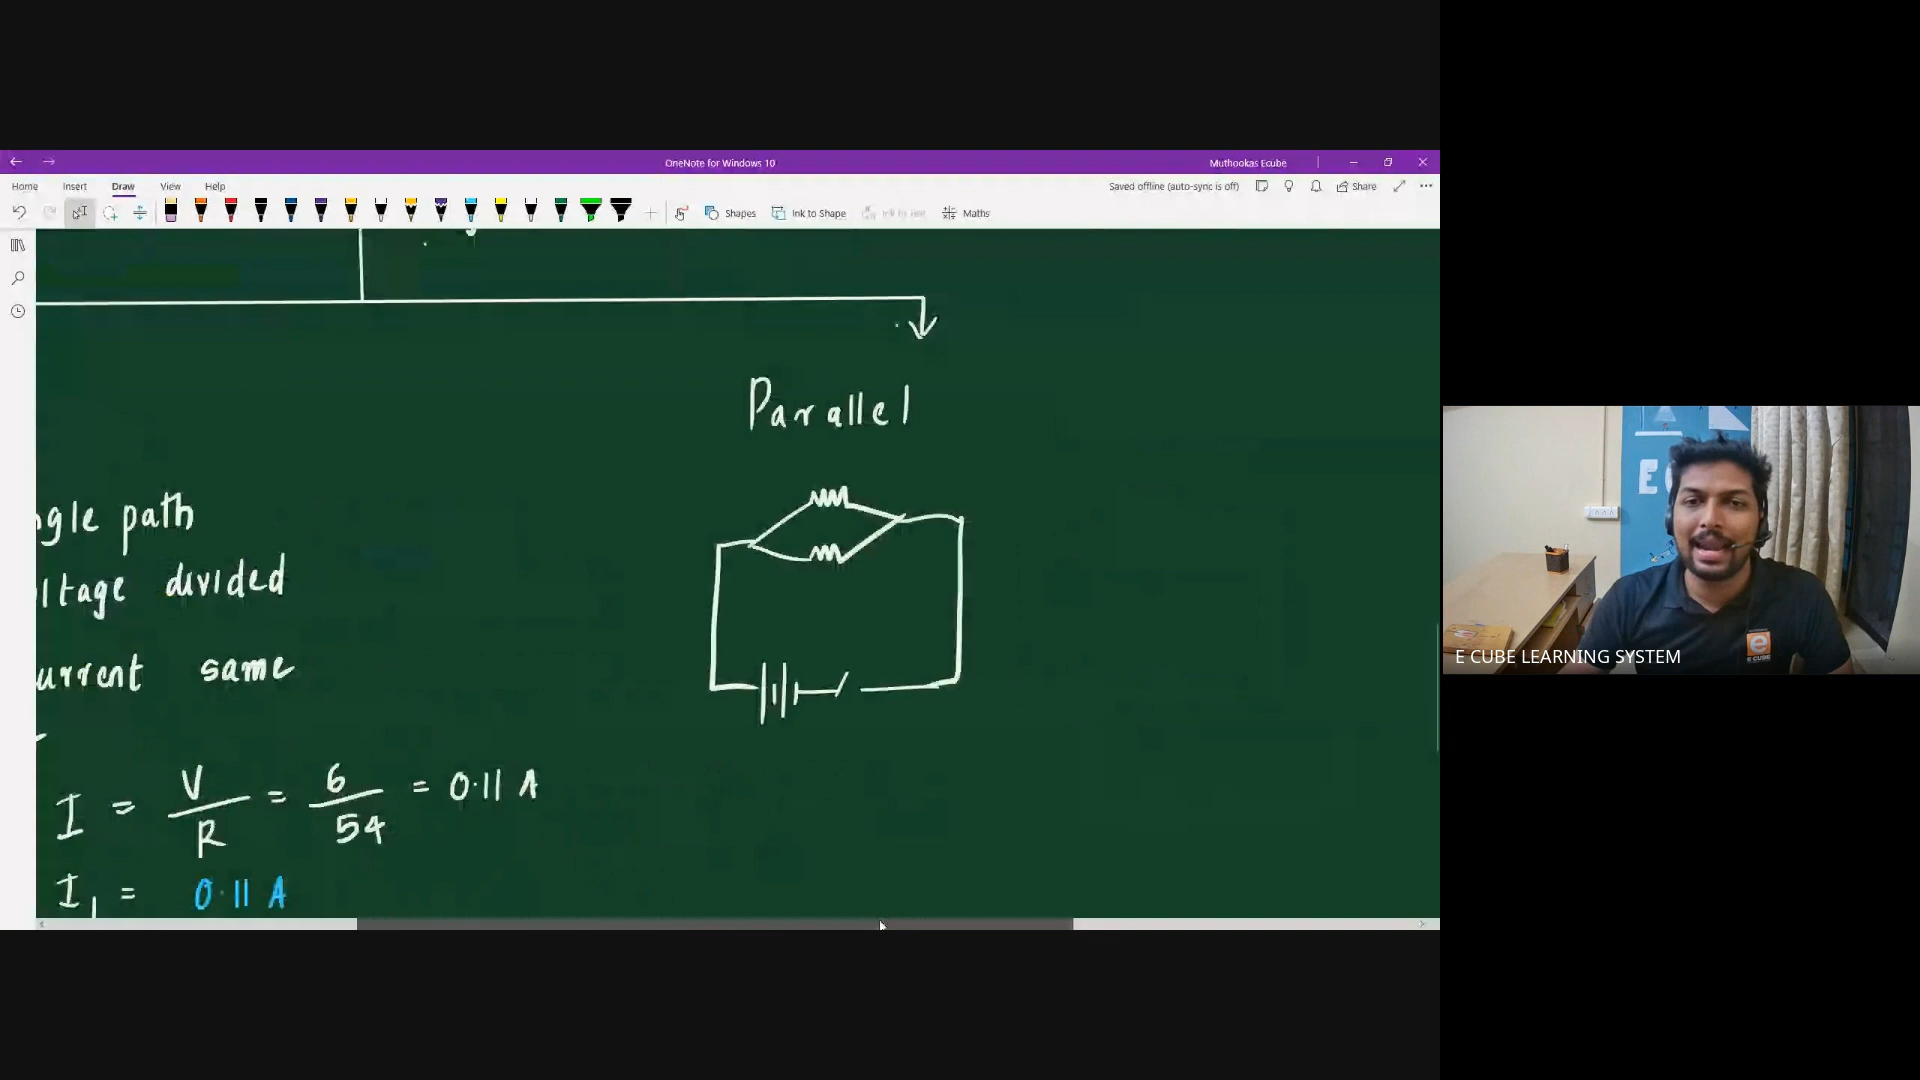 OneNote for Windows 10
Muthookas Ecube
Home Insert Draw View Help
Saved offline (auto-sync is off)
Share
Shapes
Ink to Shape
Maths
Parallel
ngle path
ltage divided
urrent same
I = V/R = 6/54 = 0.11 A
I1 = 0.11 A
E
E CUBE
E CUBE LEARNING SYSTEM